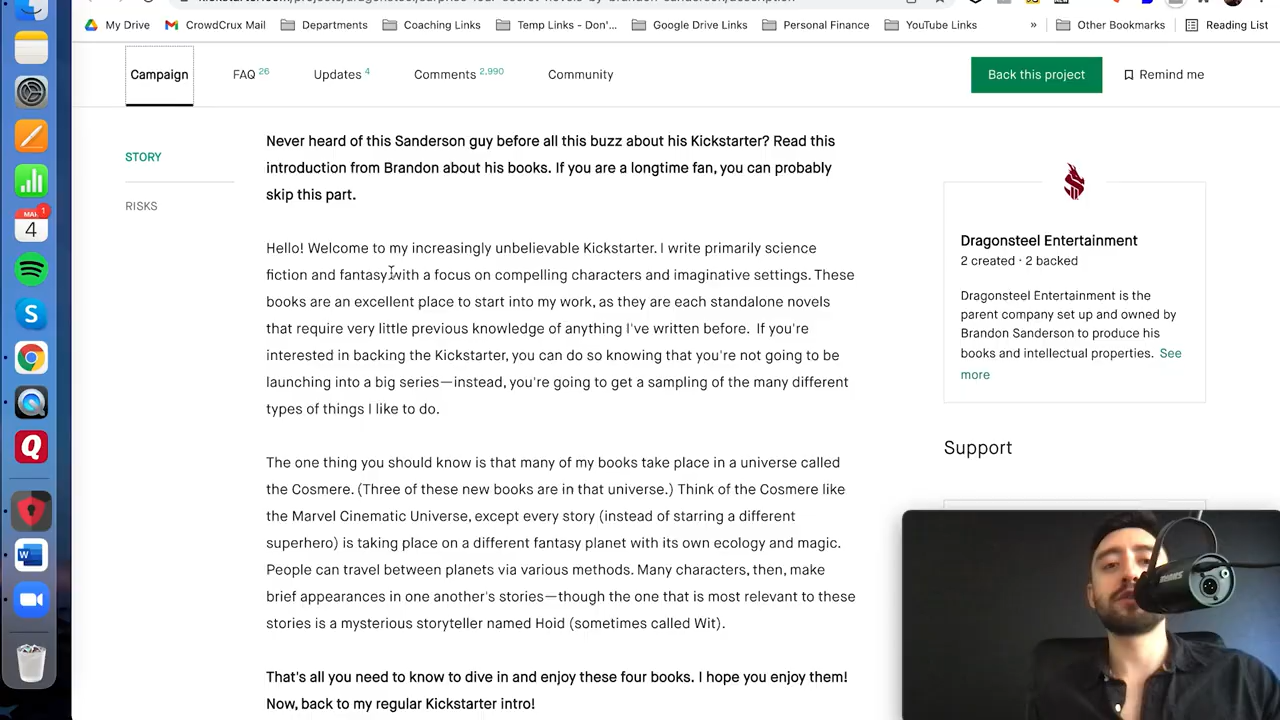 My Drive CrowdCrux Mail Departments Coaching Links Temp Links - Don'... Google Drive Links Personal Finance YouTube Links » Other Bookmarks Reading List
Campaign FAQ 26 Updates 4 Comments 2,990 Community Back this project Remind me
STORY
RISKS
Never heard of this Sanderson guy before all this buzz about his Kickstarter? Read this
introduction from Brandon about his books. If you are a longtime fan, you can probably
skip this part.
Hello! Welcome to my increasingly unbelievable Kickstarter. I write primarily science
fiction and fantasy with a focus on compelling characters and imaginative settings. These
books are an excellent place to start into my work, as they are each standalone novels
that require very little previous knowledge of anything I've written before. If you're
interested in backing the Kickstarter, you can do so knowing that you're not going to be
launching into a big series—instead, you're going to get a sampling of the many different
types of things I like to do.
The one thing you should know is that many of my books take place in a universe called
the Cosmere. (Three of these new books are in that universe.) Think of the Cosmere like
the Marvel Cinematic Universe, except every story (instead of starring a different
superhero) is taking place on a different fantasy planet with its own ecology and magic.
People can travel between planets via various methods. Many characters, then, make
brief appearances in one another's stories—though the one that is most relevant to these
stories is a mysterious storyteller named Hoid (sometimes called Wit).
That's all you need to know to dive in and enjoy these four books. I hope you enjoy them!
Now, back to my regular Kickstarter intro!
Dragonsteel Entertainment
2 created · 2 backed
Dragonsteel Entertainment is the
parent company set up and owned by
Brandon Sanderson to produce his
books and intellectual properties. See
more
Support
MAR
1
4
S
Q
W